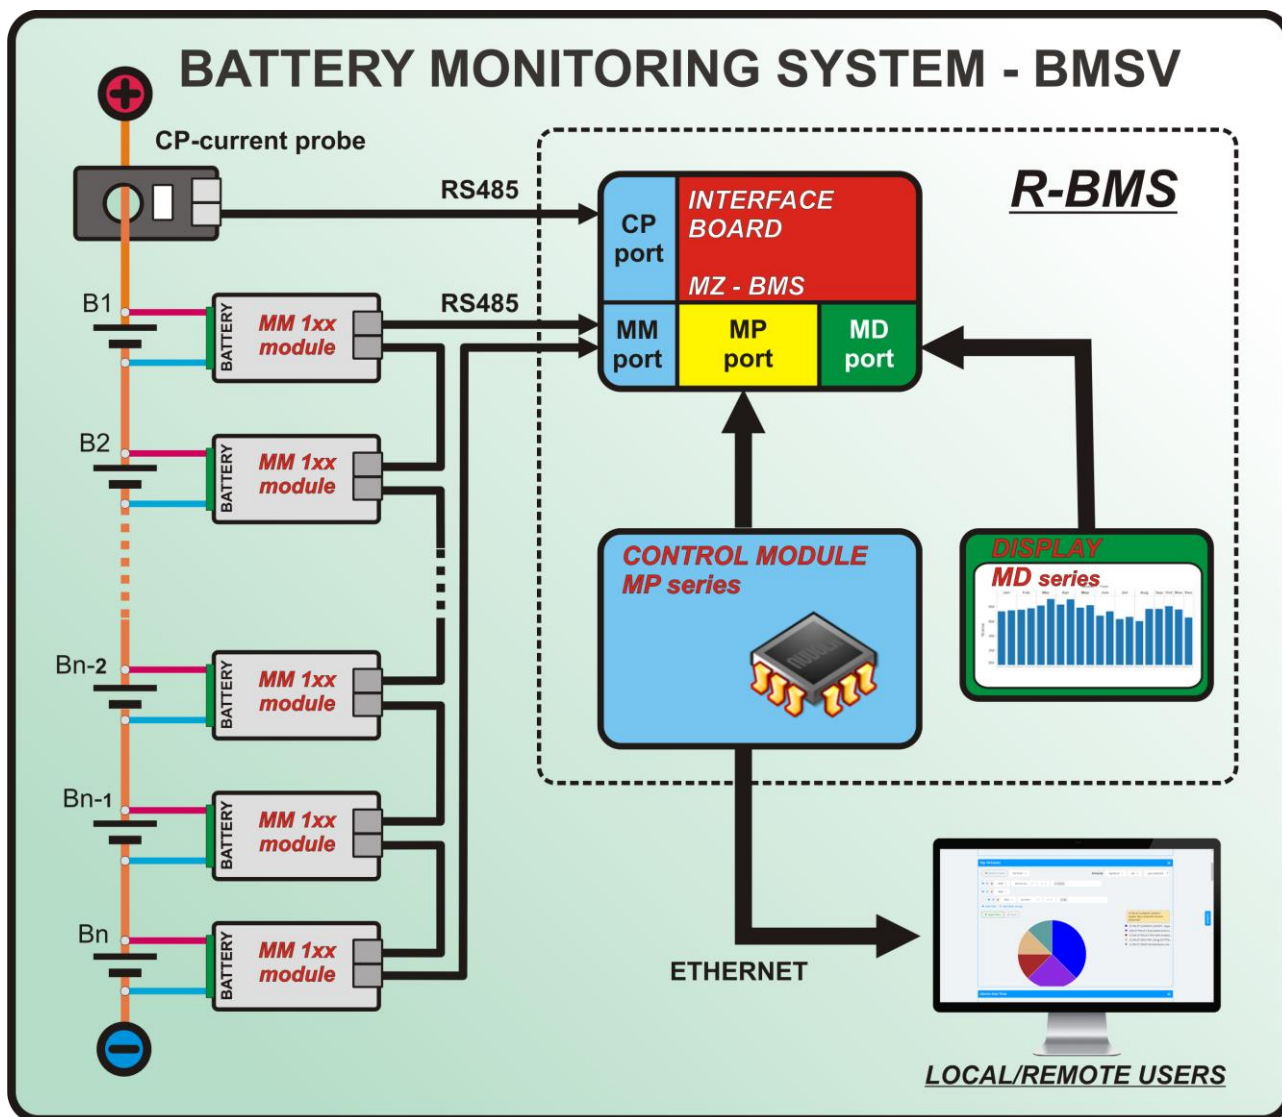 BATTERY MONITORING SYSTEM - BMSV
CP-current probe
RS485
R-BMS
CP
port
INTERFACE
BOARD
MZ - BMS
MM
port
MP
port
MD
port
B1
BATTERY
MM 1xx
module
RS485
B2
BATTERY
MM 1xx
module
Bn-2
BATTERY
MM 1xx
module
Bn-1
BATTERY
MM 1xx
module
Bn
BATTERY
MM 1xx
module
CONTROL MODULE
MP series
DISPLAY
MD series
ETHERNET
LOCAL/REMOTE USERS